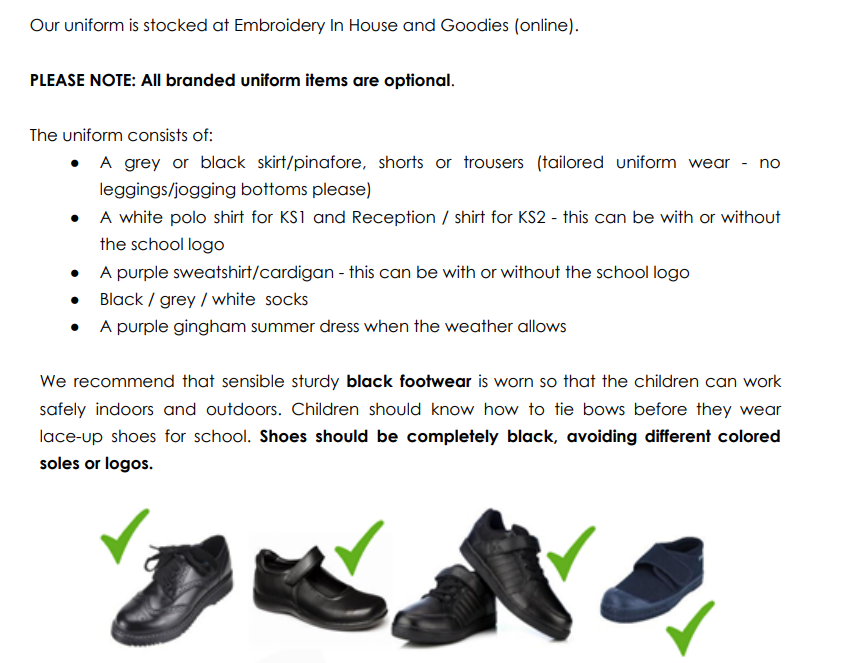 Our uniform is stocked at Embroidery In House and Goodies (online).
PLEASE NOTE: All branded uniform items are optional.
The uniform consists of:
● A grey or black skirt/pinafore, shorts or trousers (tailored uniform wear - no
leggings/jogging bottoms please)
● A white polo shirt for KS1 and Reception / shirt for KS2 - this can be with or without
the school logo
● A purple sweatshirt/cardigan - this can be with or without the school logo
● Black / grey / white socks
● A purple gingham summer dress when the weather allows
We recommend that sensible sturdy black footwear is worn so that the children can work
safely indoors and outdoors. Children should know how to tie bows before they wear
lace-up shoes for school. Shoes should be completely black, avoiding different colored
soles or logos.